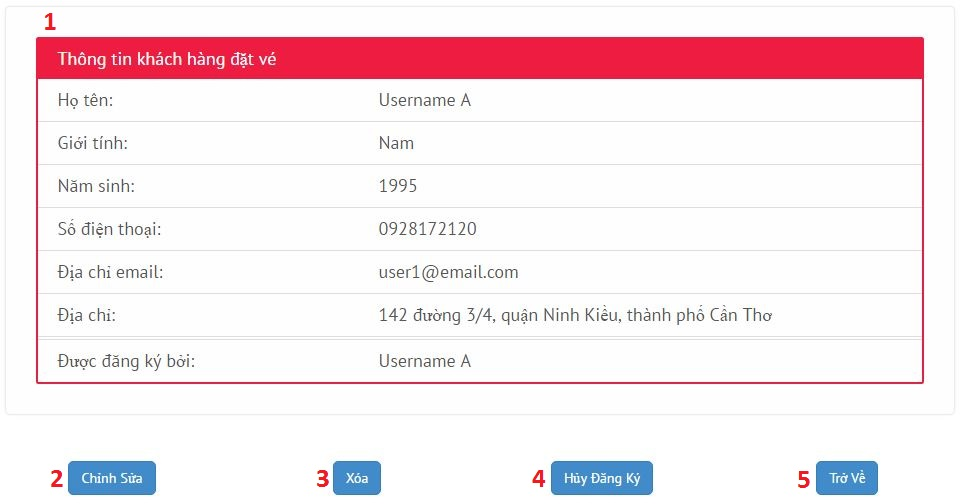 1
Thông tin khách hàng đặt vé
Họ tên: Username A
Giới tính: Nam
Năm sinh: 1995
Số điện thoại: 0928172120
Địa chỉ email: user1@email.com
Địa chỉ: 142 đường 3/4, quận Ninh Kiều, thành phố Cần Thơ
Được đăng ký bởi: Username A
2 Chỉnh Sửa 3 Xóa 4 Hủy Đăng Ký 5 Trở Về